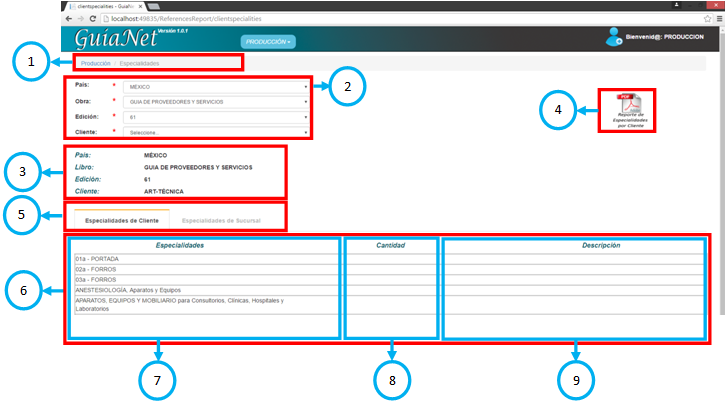 clientspecialities - GuiaNet
localhost:49835/ReferencesReport/clientspecialities
GuiaNet Versión 1.0.1
PRODUCCIÓN
Bienvenid@: PRODUCCION
1
Producción / Especialidades
2
País: * MÉXICO
Obra: * GUIA DE PROVEEDORES Y SERVICIOS
Edición: * 61
Cliente: * Seleccione...
4
PDF
Reporte de
Especialidades
por Cliente
3
País: MÉXICO
Libro: GUIA DE PROVEEDORES Y SERVICIOS
Edición: 61
Cliente: ART-TÉCNICA
5
Especialidades de Cliente Especialidades de Sucursal
6
Especialidades Cantidad Descripción
01a - PORTADA
02a - FORROS
03a - FORROS
ANESTESIOLOGÍA, Aparatos y Equipos
APARATOS, EQUIPOS Y MOBILIARIO para Consultorios, Clínicas, Hospitales y
Laboratorios
7 8 9